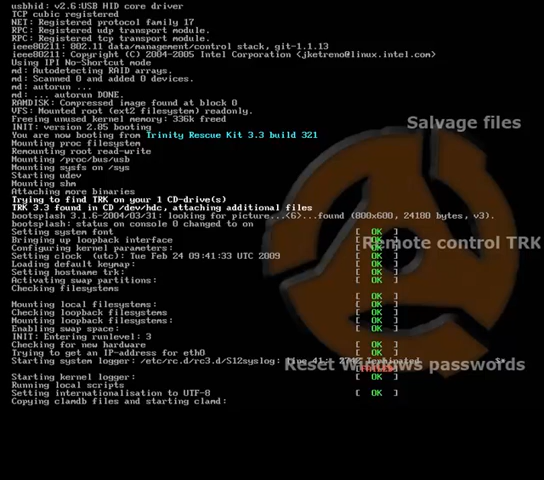 usbhid: v2.6:USB HID core driver
TCP cubic registered
NET: Registered protocol family 17
RPC: Registered udp transport module.
RPC: Registered tcp transport module.
ieee80211: 802.11 data/management/control stack, git-1.1.13
ieee80211: Copyright (C) 2004-2005 Intel Corporation <jketreno@linux.intel.com>
Using IPI No-Shortcut mode
md: Autodetecting RAID arrays.
md: Scanned 0 and added 0 devices.
md: autorun ...
md: ... autorun DONE.
RAMDISK: Compressed image found at block 0
VFS: Mounted root (ext2 filesystem) readonly.
Freeing unused kernel memory: 336k freed
INIT: version 2.85 booting
Salvage files
You are now booting from Trinity Rescue Kit 3.3 build 321
Mounting proc filesystem
Remounting root read-write
Mounting /proc/bus/usb
Mounting sysfs on /sys
Starting udev
Mounting shm
Attaching more binaries
Trying to find TRK on your 1 CD-drive(s)
TRK 3.3 found in CD /dev/hdc, attaching additional files
bootsplash 3.1.6-2004/03/31: looking for picture...<6>...found (800x600, 24180 bytes, v3).
bootsplash: status on console 0 changed to on
Setting system font [ OK ]
Bringing up loopback interface [ OK ]
Remote control TRK
Configuring kernel parameters: [ OK ]
Setting clock (utc): Tue Feb 24 09:41:33 UTC 2009 [ OK ]
Loading default keymap: [ OK ]
Setting hostname trk: [ OK ]
Activating swap partitions: [ OK ]
Checking filesystems
[ OK ]
Mounting local filesystems: [ OK ]
Checking loopback filesystems [ OK ]
Mounting loopback filesystems: [ OK ]
Enabling swap space: [ OK ]
INIT: Entering runlevel: 3
Checking for new hardware [ OK ]
Trying to get an IP-address for eth0 [ OK ]
Starting system logger: /etc/rc.d/rc3.d/S12syslog: line 41: 2742 Terminated
Reset Windows passwords
Starting kernel logger: [ OK ]
Running local scripts
Setting internationalisation to UTF-8 [ OK ]
Copying clamdb files and starting clamd: [ OK ]